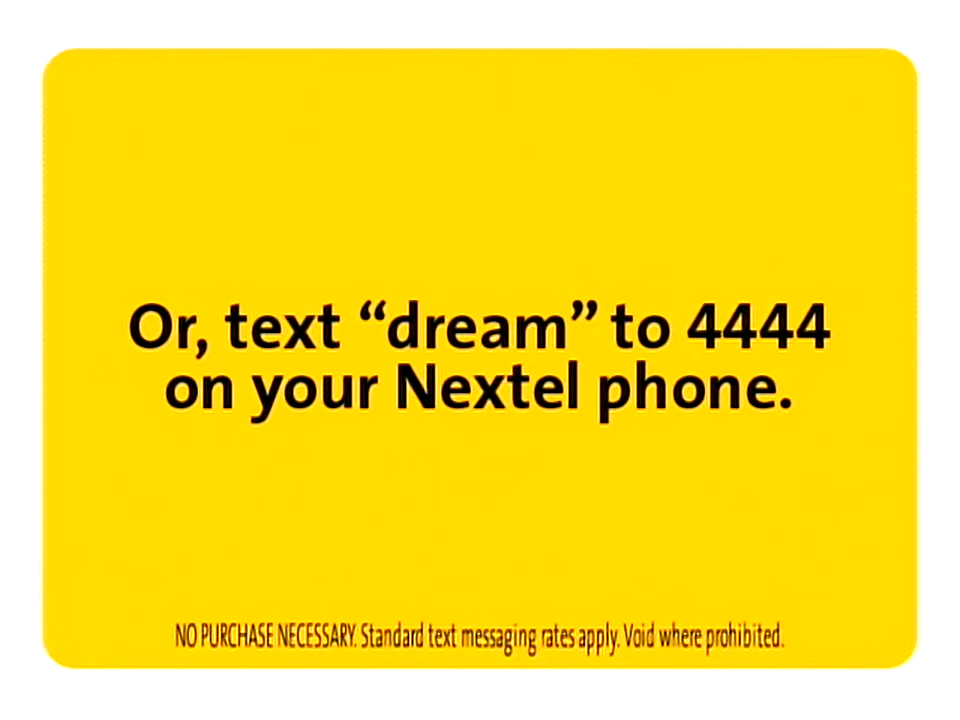 Or, text “dream” to 4444
on your Nextel phone.
NO PURCHASE NECESSARY. Standard text messaging rates apply. Void where prohibited.